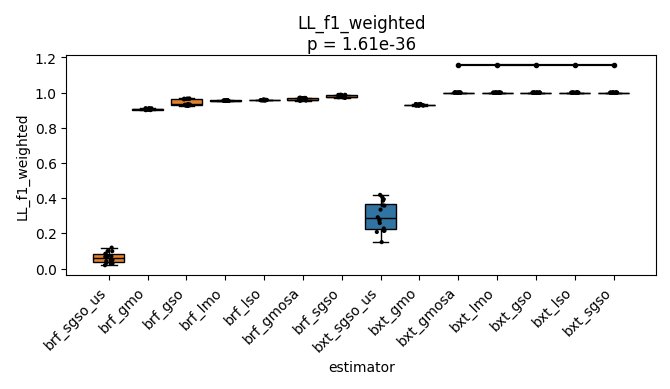 LL_f1_weighted
p = 1.61e-36
1.2
1.0
0.8
0.6
0.4
0.2
0.0
LL_f1_weighted
brf_sgso_us
brf_gmo
brf_gso
brf_lmo
brf_lso
brf_gmosa
brf_sgso
bxt_sgso_us
bxt_gmo
bxt_gmosa
bxt_lmo
bxt_gso
bxt_lso
bxt_sgso
estimator